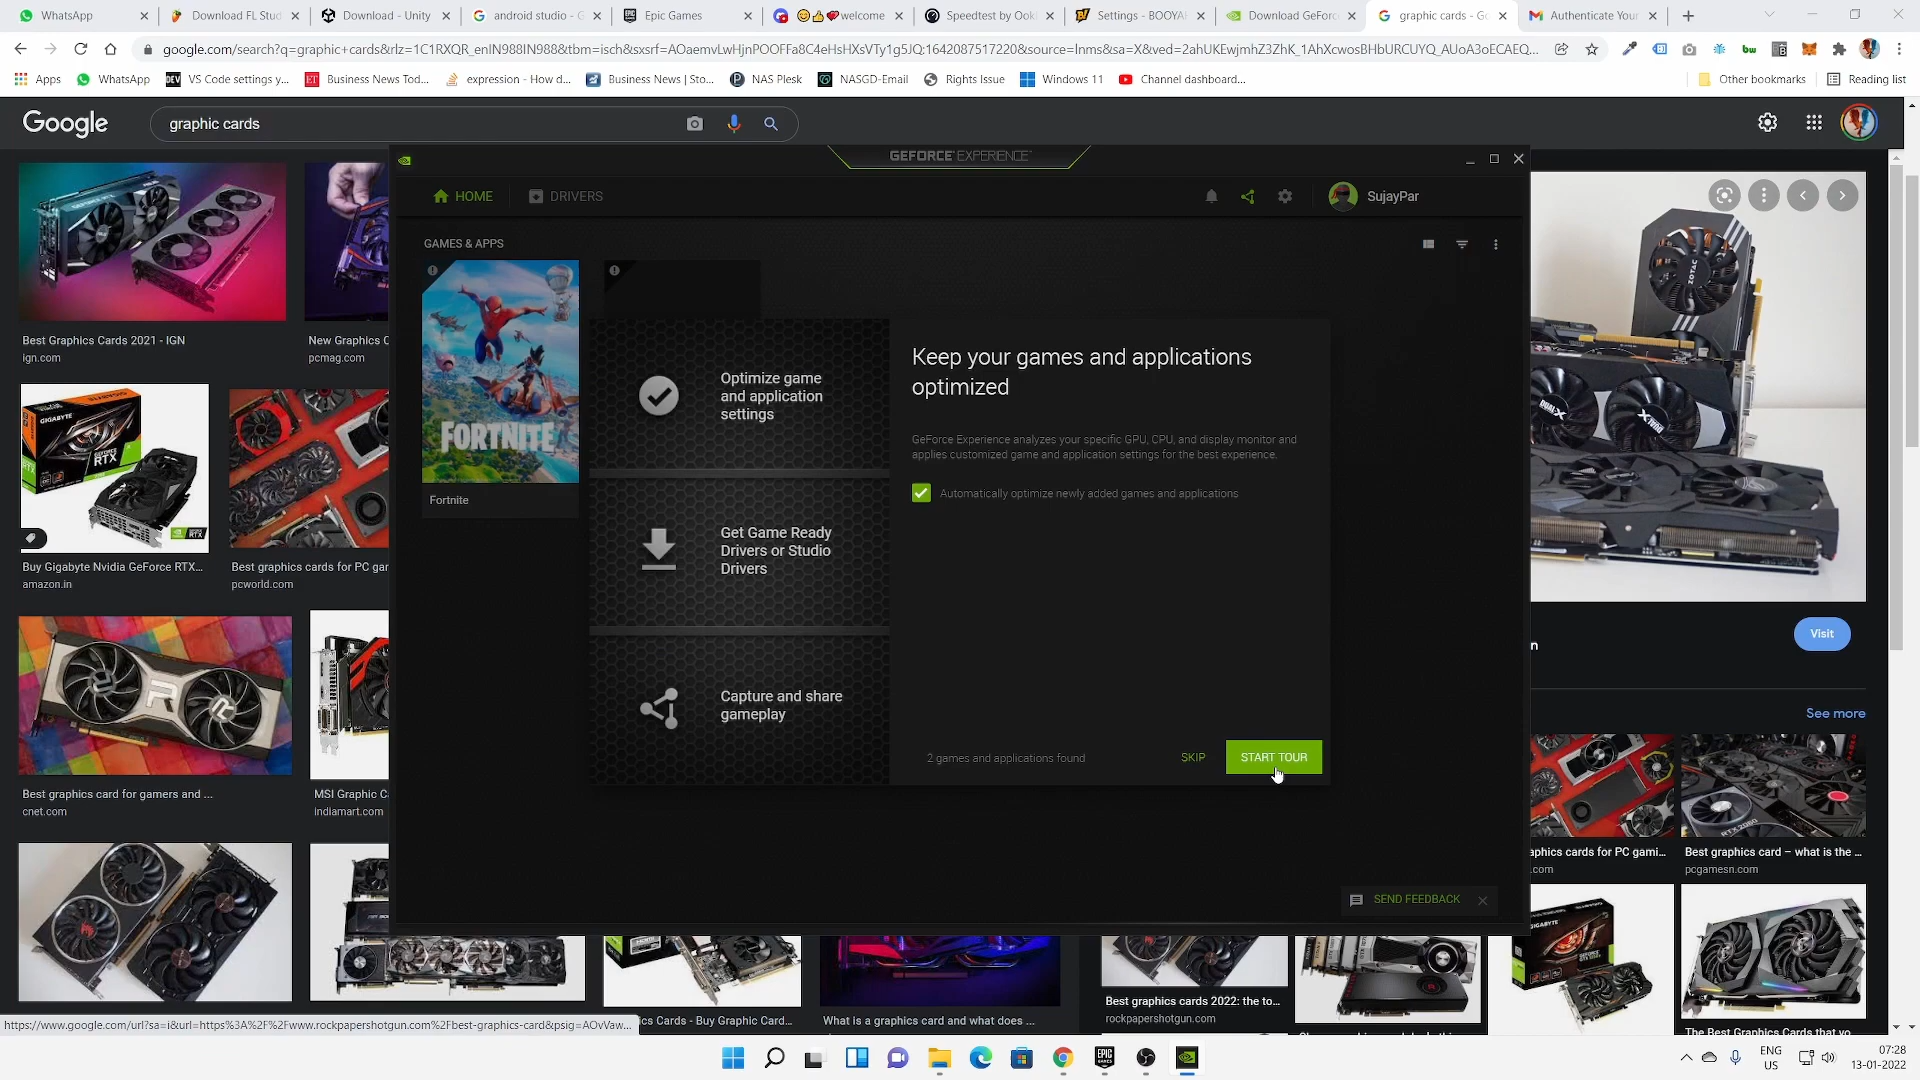 WhatsApp
Download FL Stud
Download - Unity
android studio - G
Epic Games
welcome
Speedtest by Ookl
Settings - BOOYAH
Download GeForc
graphic cards - Go
Authenticate Your
google.com/search?q=graphic+cards&rlz=1C1RXQR_enIN988IN988&tbm=isch&sxsrf=AOaemvLwHjnPOOFFa8C4eHsHXsVTy1g5JQ:1642087517220&source=lnms&sa=X&ved=2ahUKEwjmhZ3ZhK_1AhXcwosBHbURCUYQ_AUoA3oECAEQ...
Apps
WhatsApp
VS Code settings y...
Business News Tod...
expression - How d...
Business News | Sto...
NAS Plesk
NASGD-Email
Rights Issue
Windows 11
Channel dashboard...
Other bookmarks
Reading list
Google
graphic cards
GEFORCE EXPERIENCE
HOME
DRIVERS
SujayPar
GAMES & APPS
FORTNITE
Fortnite
Optimize game
and application
settings
Get Game Ready
Drivers or Studio
Drivers
Capture and share
gameplay
Keep your games and applications
optimized
GeForce Experience analyzes your specific GPU, CPU, and display monitor and
applies customized game and application settings for the best experience.
Automatically optimize newly added games and applications
2 games and applications found
SKIP
START TOUR
SEND FEEDBACK
Best Graphics Cards 2021 - IGN
ign.com
New Graphics C
pcmag.com
GIGABYTE
GEFORCE
RTX
Buy Gigabyte Nvidia GeForce RTX...
amazon.in
Best graphics cards for PC gar
pcworld.com
Best graphics card for gamers and ...
cnet.com
MSI Graphic C
indiamart.com
ZOTAC
DUAL-X
n
Visit
See more
aphics cards for PC gami...
.com
Best graphics card – what is the ...
pcgamesn.com
RTX 2080
cs Cards - Buy Graphic Card...
What is a graphics card and what does ...
Best graphics cards 2022: the to...
rockpapershotgun.com
The Best Graphics Cards that yo
https://www.google.com/url?sa=i&url=https%3A%2F%2Fwww.rockpapershotgun.com%2Fbest-graphics-card&psig=AOvVaw...
ENG
US
07:28
13-01-2022